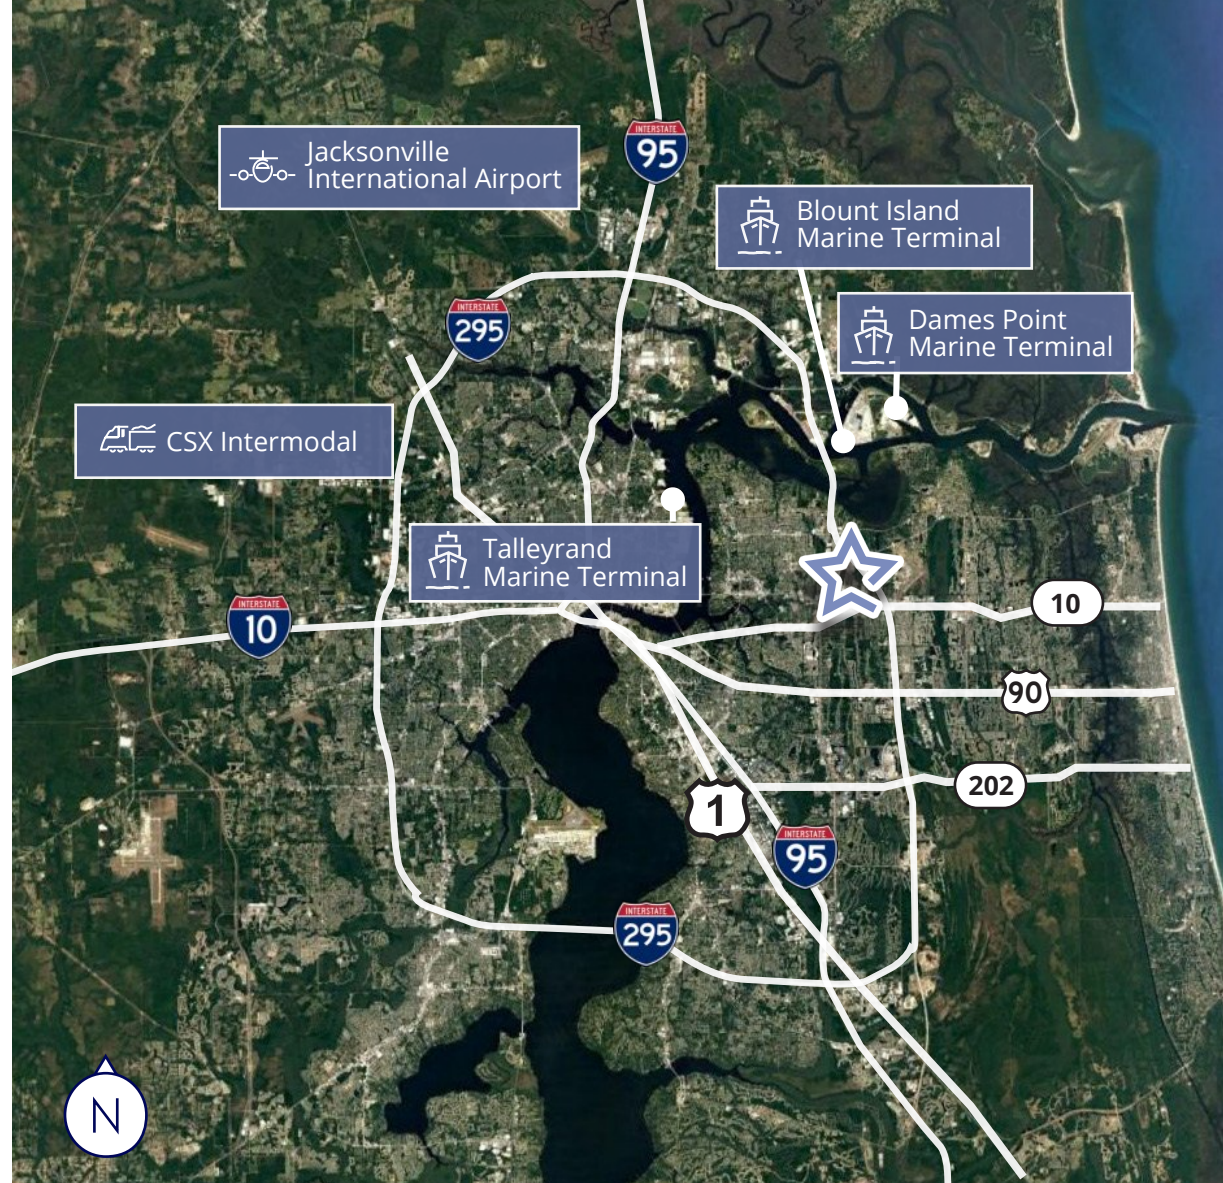 INTERSTATE
95
Jacksonville
International Airport
Blount Island
Marine Terminal
INTERSTATE
295
Dames Point
Marine Terminal
CSX Intermodal
Talleyrand
Marine Terminal
INTERSTATE
10
10
90
202
1
INTERSTATE
95
INTERSTATE
295
N